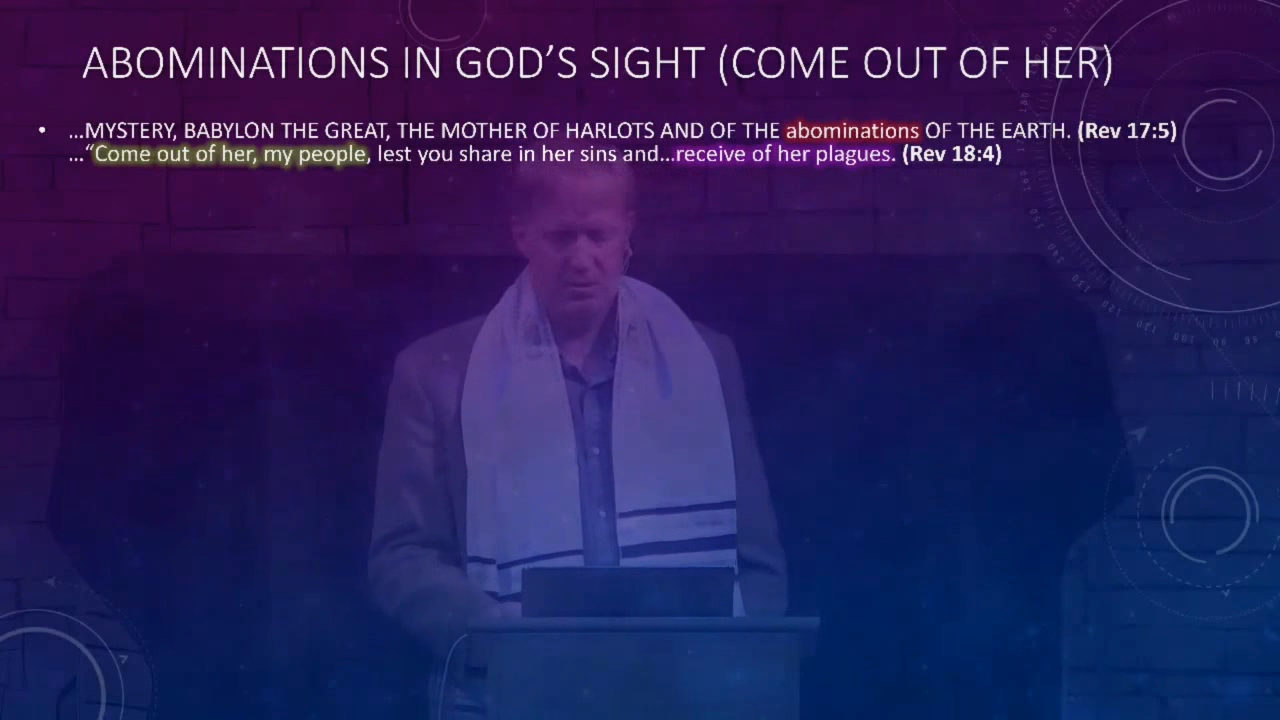 ABOMINATIONS IN GOD’S SIGHT (COME OUT OF HER)
• …MYSTERY, BABYLON THE GREAT, THE MOTHER OF HARLOTS AND OF THE abominations OF THE EARTH. (Rev 17:5)
…“Come out of her, my people, lest you share in her sins and…receive of her plagues. (Rev 18:4)